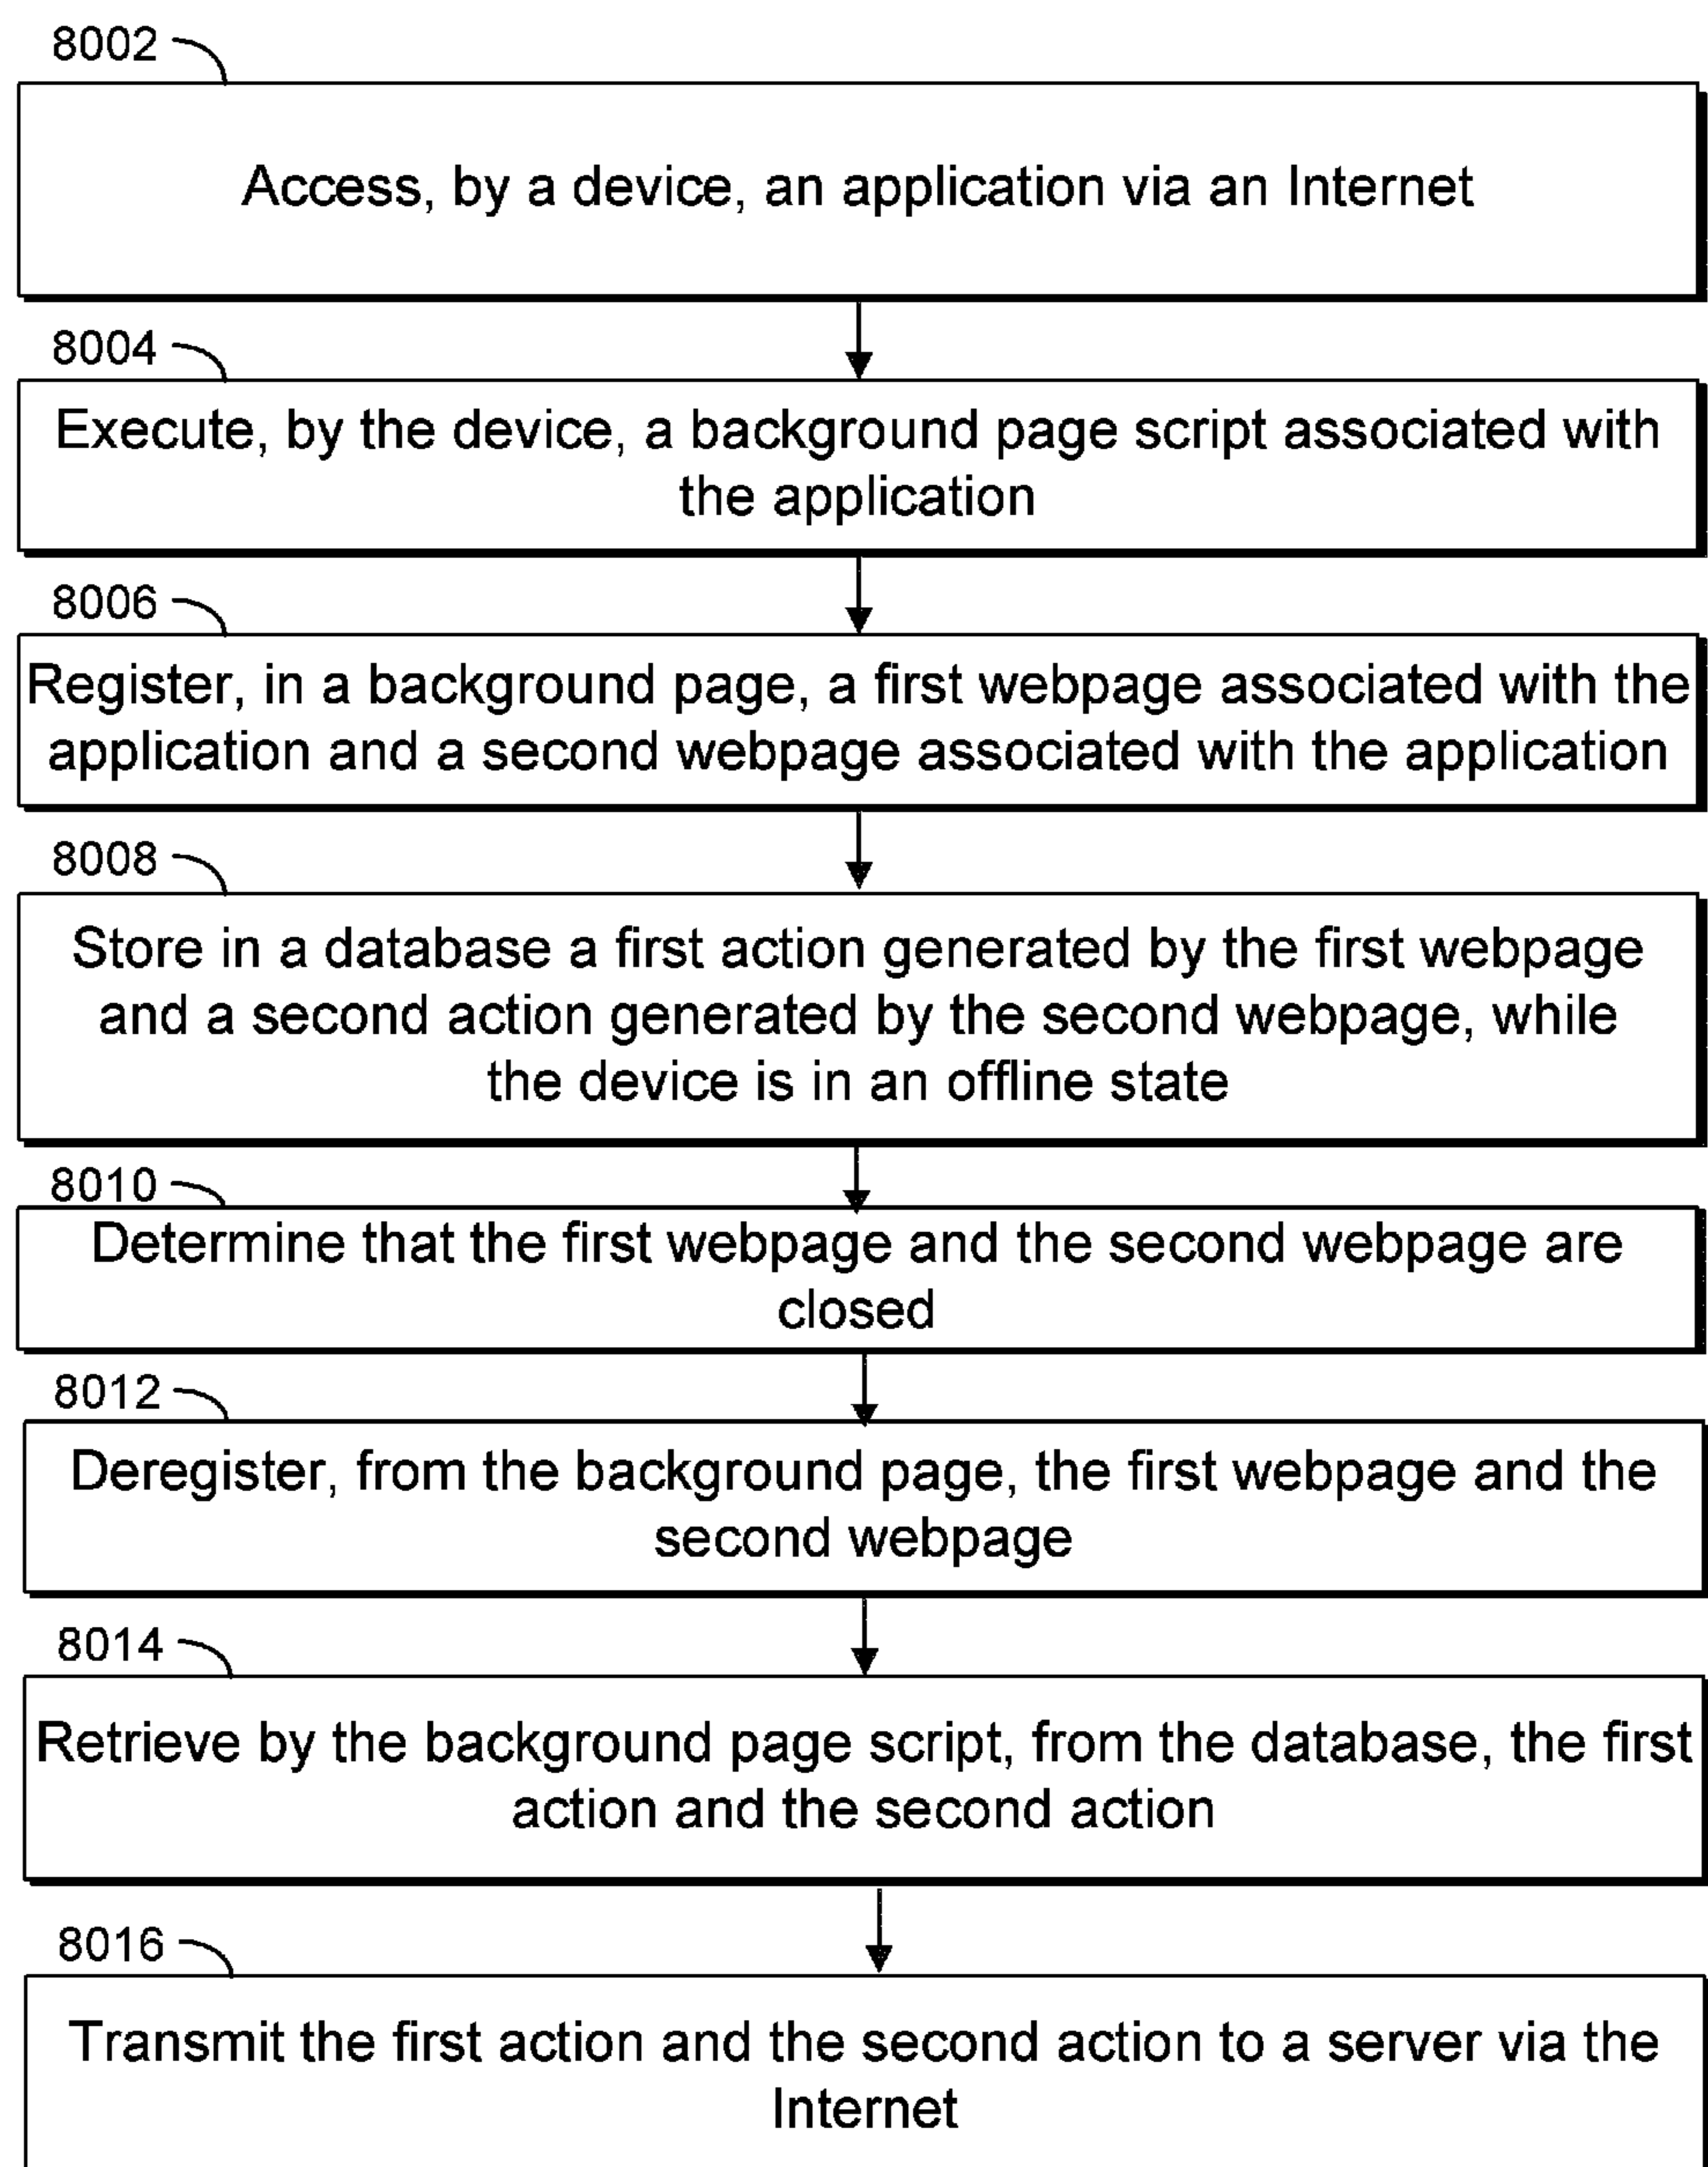 8002
Access, by a device, an application via an Internet
8004
Execute, by the device, a background page script associated with
the application
8006
Register, in a background page, a first webpage associated with the
application and a second webpage associated with the application
8008
Store in a database a first action generated by the first webpage
and a second action generated by the second webpage, while
the device is in an offline state
8010
Determine that the first webpage and the second webpage are
closed
8012
Deregister, from the background page, the first webpage and the
second webpage
8014
Retrieve by the background page script, from the database, the first
action and the second action
8016
Transmit the first action and the second action to a server via the
Internet